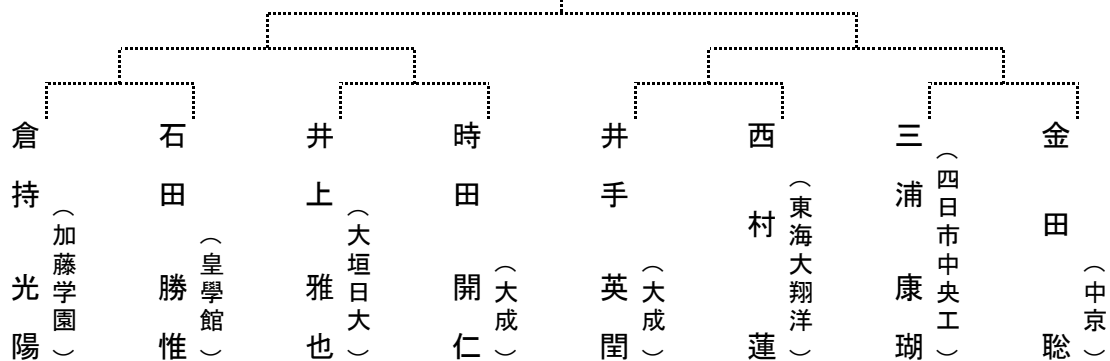 倉持光陽
（加藤学園）
石田勝惟
（皇學館）
井上雅也
（大垣日大）
時田開仁
（大成）
井手英閏
（大成）
西村蓮
（東海大翔洋）
三浦康瑚
（四日市中央工）
金田聡
（中京）